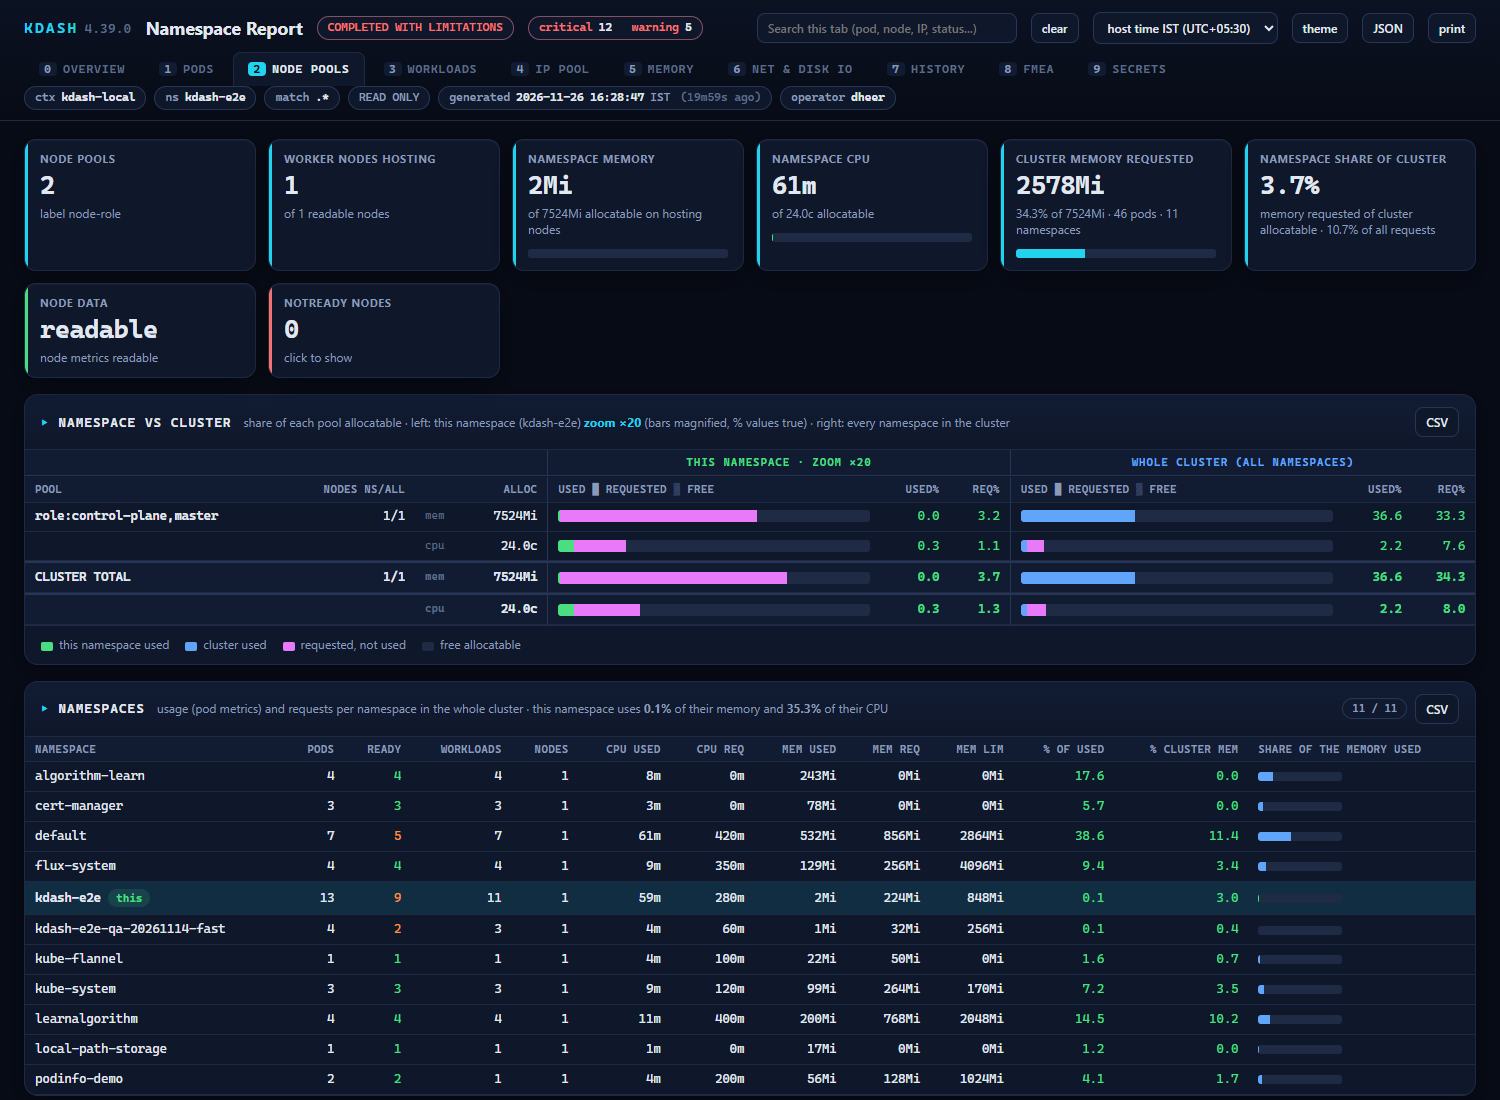 KDASH 4.39.0 Namespace Report COMPLETED WITH LIMITATIONS critical 12 warning 5 Search this tab (pod, node, IP, status...) clear host time IST (UTC+05:30) theme JSON print
0 OVERVIEW 1 PODS 2 NODE POOLS 3 WORKLOADS 4 IP POOL 5 MEMORY 6 NET & DISK IO 7 HISTORY 8 FMEA 9 SECRETS
ctx kdash-local ns kdash-e2e match .* READ ONLY generated 2026-11-26 16:28:47 IST (19m59s ago) operator dheer
NODE POOLS
2
label node-role
WORKER NODES HOSTING
1
of 1 readable nodes
NAMESPACE MEMORY
2Mi
of 7524Mi allocatable on hosting
nodes
NAMESPACE CPU
61m
of 24.0c allocatable
CLUSTER MEMORY REQUESTED
2578Mi
34.3% of 7524Mi · 46 pods · 11
namespaces
NAMESPACE SHARE OF CLUSTER
3.7%
memory requested of cluster
allocatable · 10.7% of all requests
NODE DATA
readable
node metrics readable
NOTREADY NODES
0
click to show
NAMESPACE VS CLUSTER share of each pool allocatable · left: this namespace (kdash-e2e) zoom ×20 (bars magnified, % values true) · right: every namespace in the cluster CSV
THIS NAMESPACE · ZOOM ×20 WHOLE CLUSTER (ALL NAMESPACES)
POOL NODES NS/ALL ALLOC USED REQUESTED FREE USED% REQ% USED REQUESTED FREE USED% REQ%
role:control-plane,master 1/1 mem 7524Mi 0.0 3.2 36.6 33.3
cpu 24.0c 0.3 1.1 2.2 7.6
CLUSTER TOTAL 1/1 mem 7524Mi 0.0 3.7 36.6 34.3
cpu 24.0c 0.3 1.3 2.2 8.0
this namespace used cluster used requested, not used free allocatable
NAMESPACES usage (pod metrics) and requests per namespace in the whole cluster · this namespace uses 0.1% of their memory and 35.3% of their CPU 11 / 11 CSV
NAMESPACE PODS READY WORKLOADS NODES CPU USED CPU REQ MEM USED MEM REQ MEM LIM % OF USED % CLUSTER MEM SHARE OF THE MEMORY USED
algorithm-learn 4 4 4 1 8m 0m 243Mi 0Mi 0Mi 17.6 0.0
cert-manager 3 3 3 1 3m 0m 78Mi 0Mi 0Mi 5.7 0.0
default 7 5 7 1 61m 420m 532Mi 856Mi 2864Mi 38.6 11.4
flux-system 4 4 4 1 9m 350m 129Mi 256Mi 4096Mi 9.4 3.4
kdash-e2e this 13 9 11 1 59m 280m 2Mi 224Mi 848Mi 0.1 3.0
kdash-e2e-qa-20261114-fast 4 2 3 1 4m 60m 1Mi 32Mi 256Mi 0.1 0.4
kube-flannel 1 1 1 1 4m 100m 22Mi 50Mi 0Mi 1.6 0.7
kube-system 3 3 3 1 9m 120m 99Mi 264Mi 170Mi 7.2 3.5
learnalgorithm 4 4 4 1 11m 400m 200Mi 768Mi 2048Mi 14.5 10.2
local-path-storage 1 1 1 1 1m 0m 17Mi 0Mi 0Mi 1.2 0.0
podinfo-demo 2 2 1 1 4m 200m 56Mi 128Mi 1024Mi 4.1 1.7